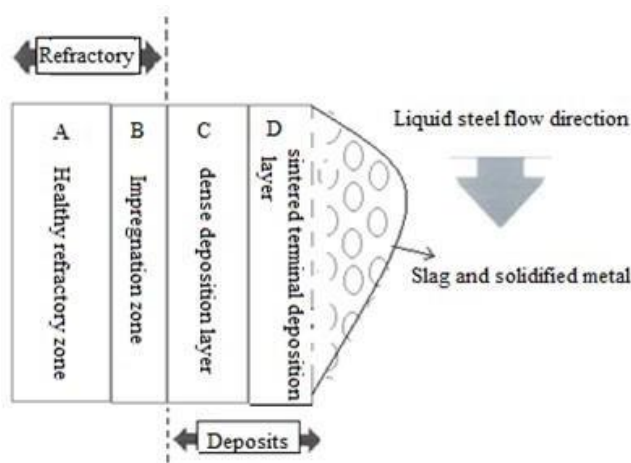 Refractory
A
Healthy refractory zone
B
Impregnation zone
C
dense deposition layer
D
sintered terminal deposition
layer
Liquid steel flow direction
Slag and solidified metal
Deposits